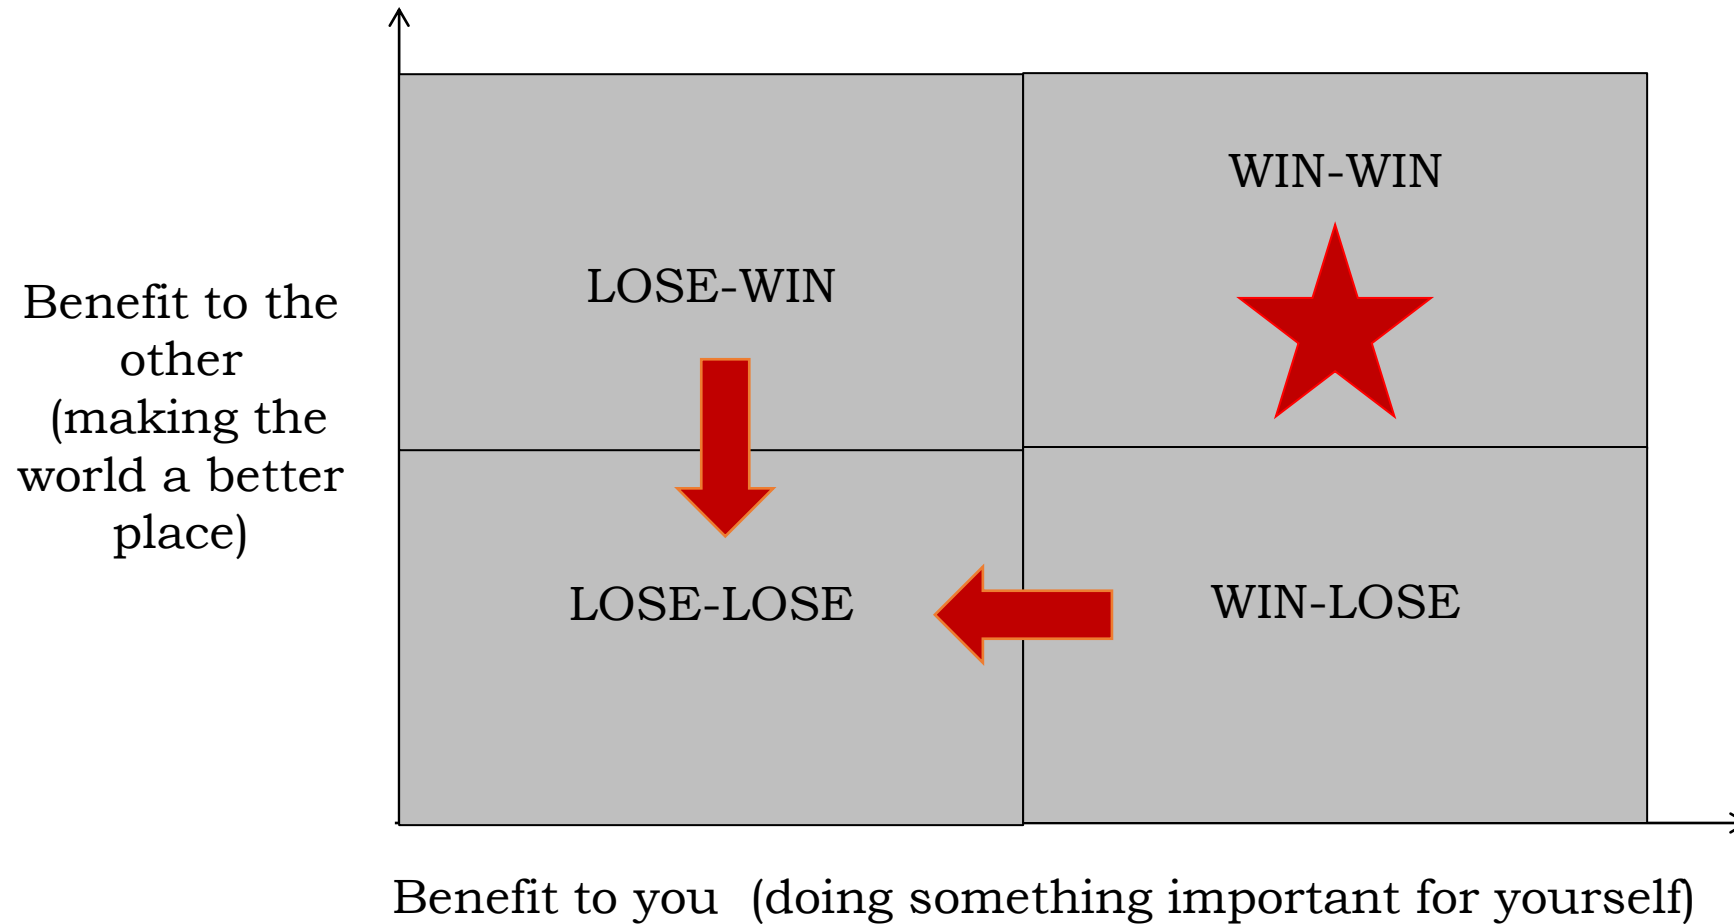 WIN-WIN
LOSE-WIN
Benefit to the
other
(making the
world a better
place)
LOSE-LOSE
WIN-LOSE
Benefit to you (doing something important for yourself)